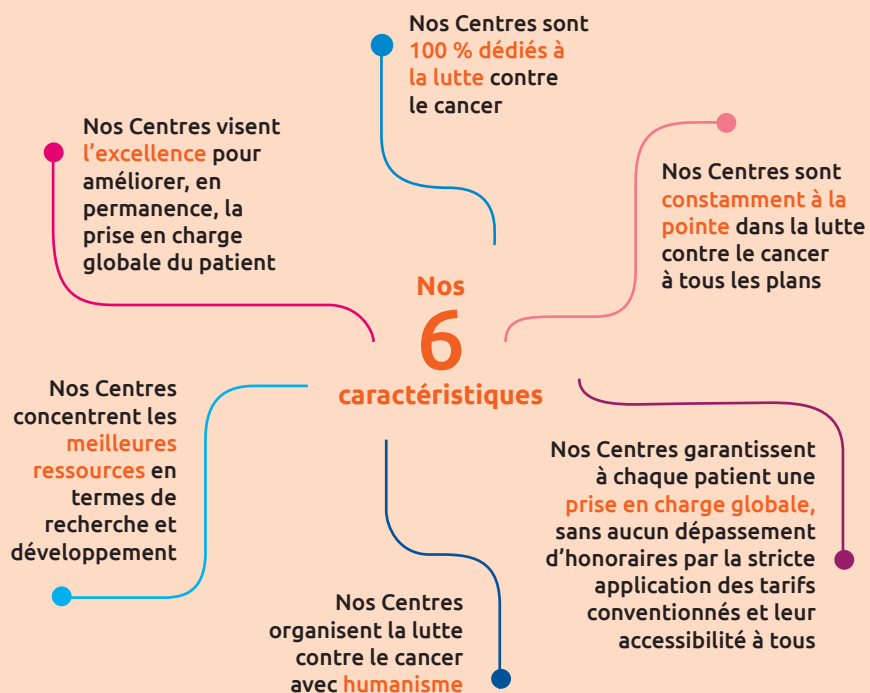 Nos Centres sont
100 % dédiés à
la lutte contre
le cancer
Nos Centres visent
l’excellence pour
améliorer, en
permanence, la
prise en charge
globale du patient
Nos Centres sont
constamment à la
pointe dans la lutte
contre le cancer
à tous les plans
Nos
6
caractéristiques
Nos Centres
concentrent les
meilleures
ressources en
termes de
recherche et
développement
Nos Centres garantissent
à chaque patient une
prise en charge globale,
sans aucun dépassement
d’honoraires par la stricte
application des tarifs
conventionnés et leur
accessibilité à tous
Nos Centres
organisent la lutte
contre le cancer
avec humanisme